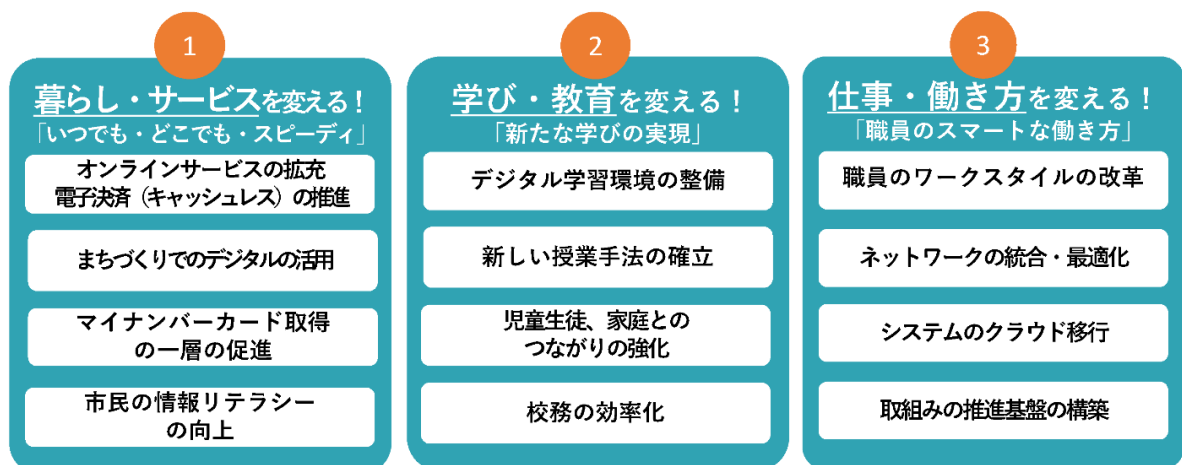 1
暮らし・サービスを変える!
「いつでも・どこでも・スピーディ」
オンラインサービスの拡充
電子決済(キャッシュレス)の推進
まちづくりでのデジタルの活用
マイナンバーカード取得
の一層の促進
市民の情報リテラシー
の向上
2
学び・教育を変える!
「新たな学びの実現」
デジタル学習環境の整備
新しい授業手法の確立
児童生徒、家庭との
つながりの強化
校務の効率化
3
仕事・働き方を変える!
「職員のスマートな働き方」
職員のワークスタイルの改革
ネットワークの統合・最適化
システムのクラウド移行
取組みの推進基盤の構築